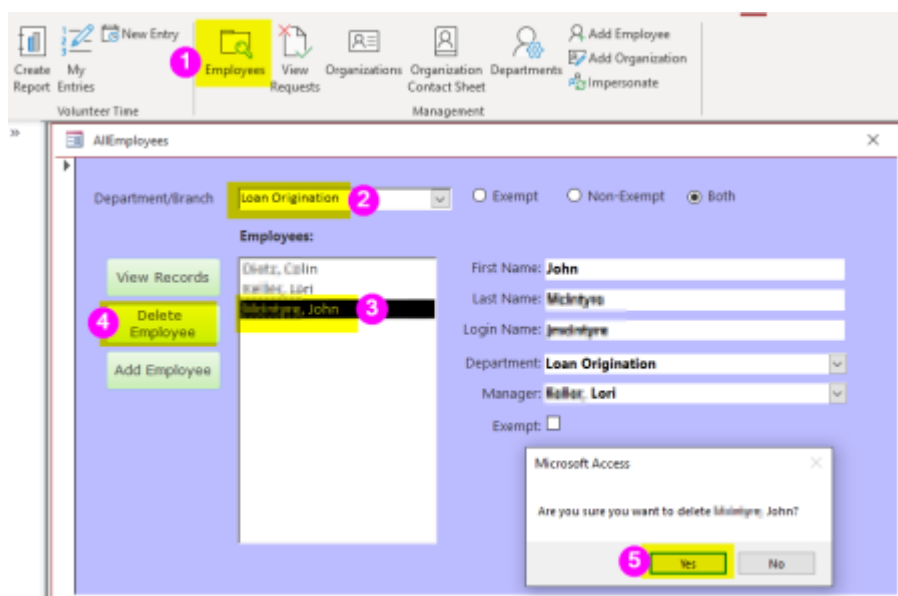 New Entry
Create Report
My Entries
Employees
View Requests
Organizations
Organization Contact Sheet
Departments
Add Employee
Add Organization
Impersonate
Volunteer Time
Management
1
»
AllEmployees
Department/Branch
Loan Origination
2
Exempt
Non-Exempt
Both
Employees:
View Records
Colin
Lori
John
3
4
Delete Employee
Add Employee
First Name: John
Last Name:
Login Name:
Department: Loan Origination
Manager: Lori
Exempt:
Microsoft Access
Are you sure you want to delete John?
5
Yes
No